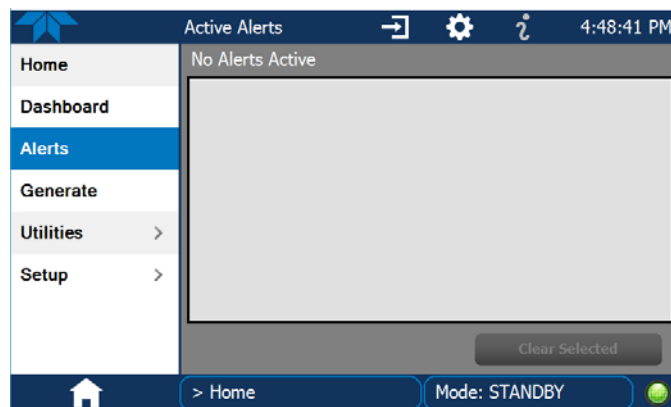 Active Alerts
4:48:41 PM
Home
No Alerts Active
Dashboard
Alerts
Generate
Utilities >
Setup >
Clear Selected
> Home
Mode: STANDBY